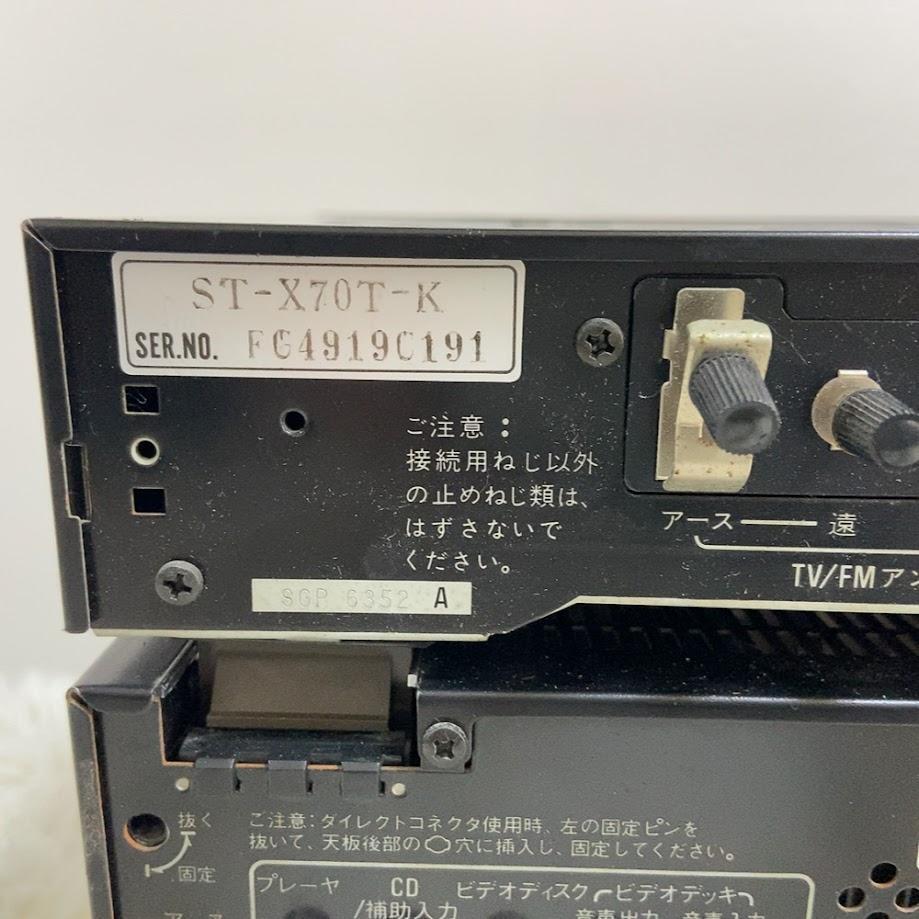 ST-X70T-K
SER.NO. FG4919C191
ご注意：
接続用ねじ以外
の止めねじ類は、
はずさないで
ください。
アース 遠
TV/FMアン
SGP 6352 A
抜く
固定
ご注意：ダイレクトコネクタ使用時、左の固定ピンを
抜いて、天板後部の⬭穴に挿入し、固定してください。
プレーヤ CD ビデオディスク ビデオデッキ
/補助入力